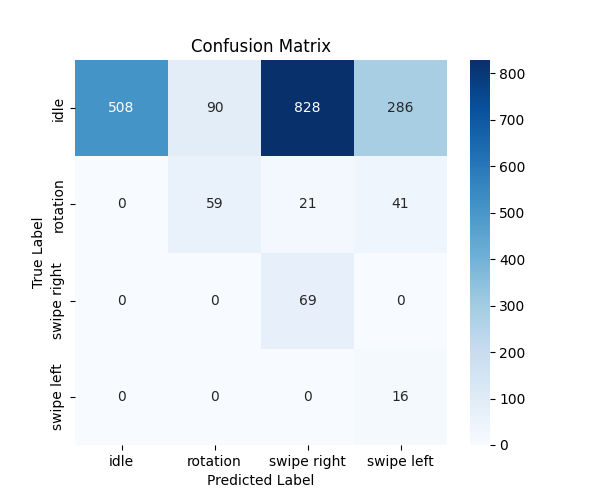 Confusion Matrix
idle
508 90 828 286
rotation
0 59 21 41
swipe right
0 0 69 0
swipe left
0 0 0 16
True Label
idle rotation swipe right swipe left
Predicted Label
800
700
600
500
400
300
200
100
0